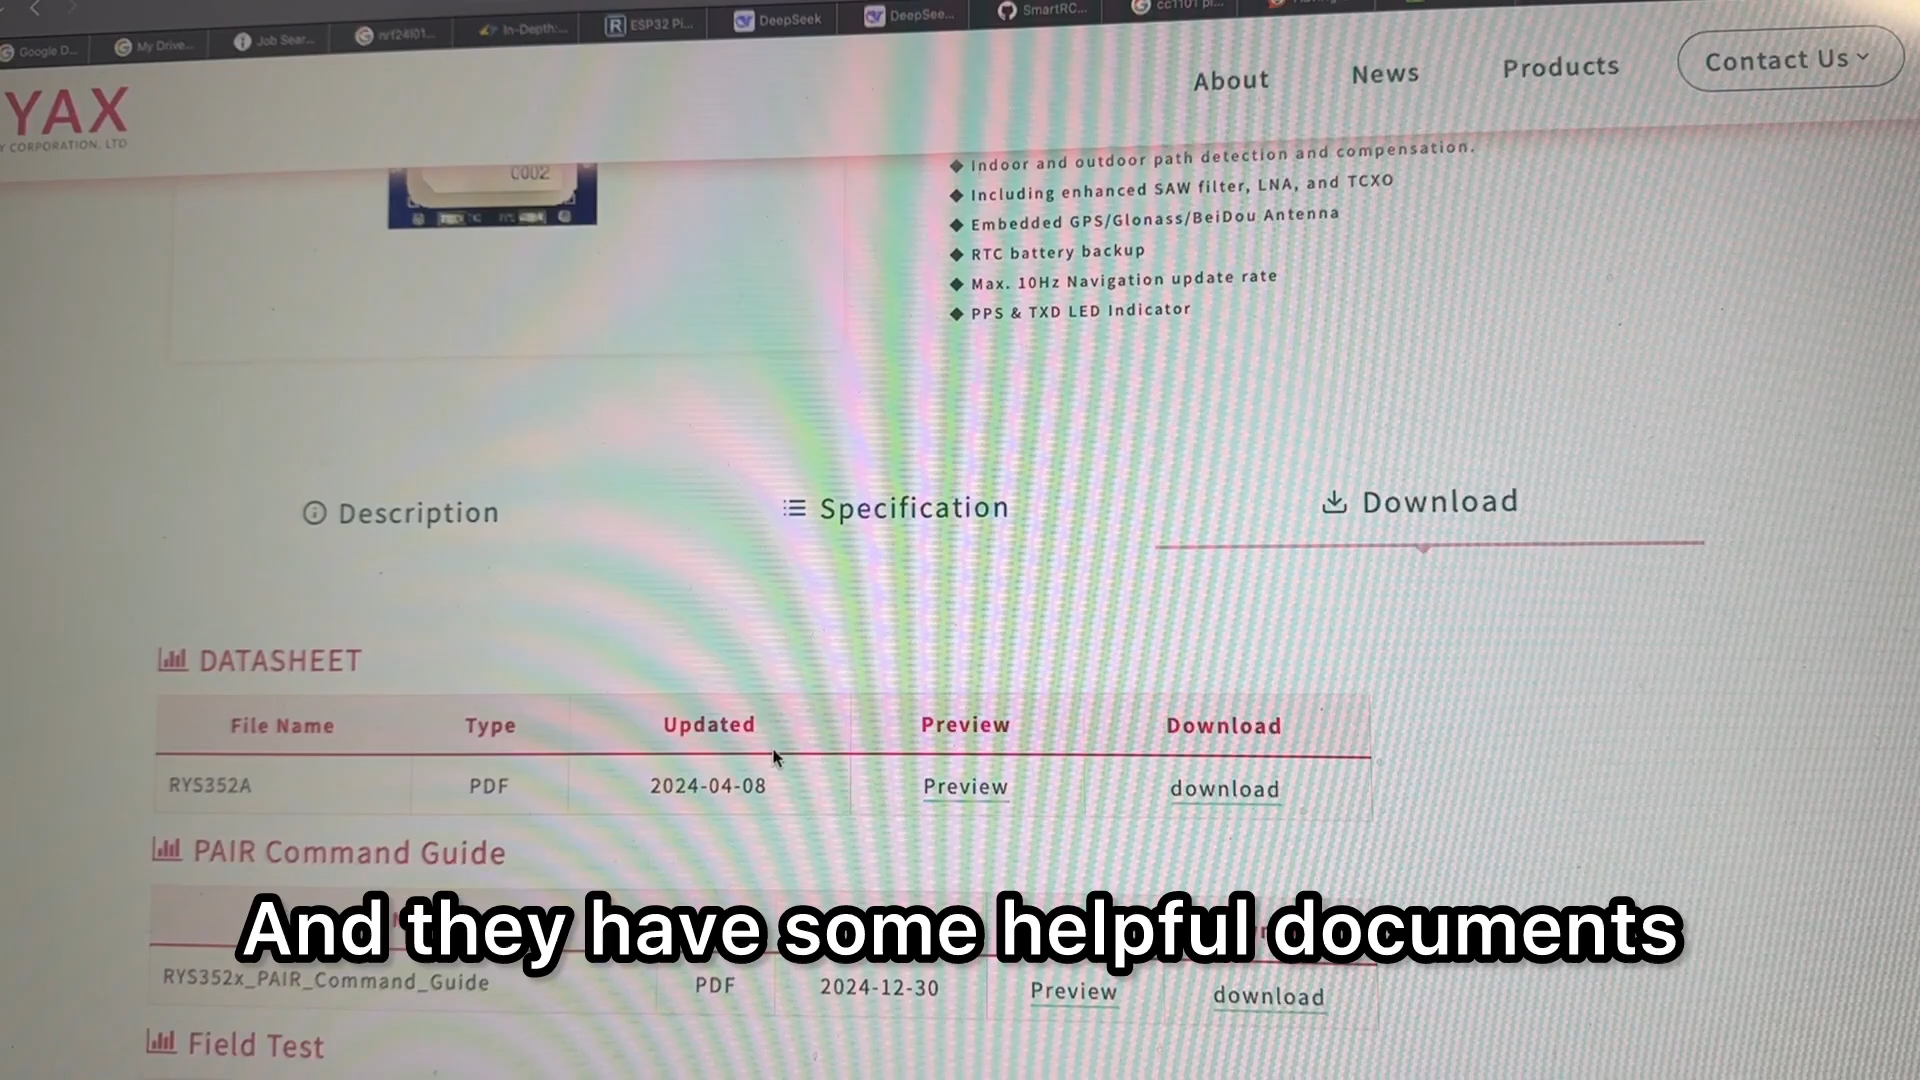 Google D...
My Drive...
Job Sear...
nrf24l01...
In-Depth:...
ESP32 Pi...
DeepSeek
DeepSee...
SmartRC...
cc1101 pi...
YAX
Y CORPORATION, LTD
About
News
Products
Contact Us
C002
◆ Indoor and outdoor path detection and compensation.
◆ Including enhanced SAW filter, LNA, and TCXO
◆ Embedded GPS/Glonass/BeiDou Antenna
◆ RTC battery backup
◆ Max. 10Hz Navigation update rate
◆ PPS & TXD LED Indicator
Description
Specification
Download
DATASHEET
File Name Type Updated Preview Download
RYS352A PDF 2024-04-08 Preview download
PAIR Command Guide
And they have some helpful documents
RYS352x_PAIR_Command_Guide PDF 2024-12-30 Preview download
Field Test